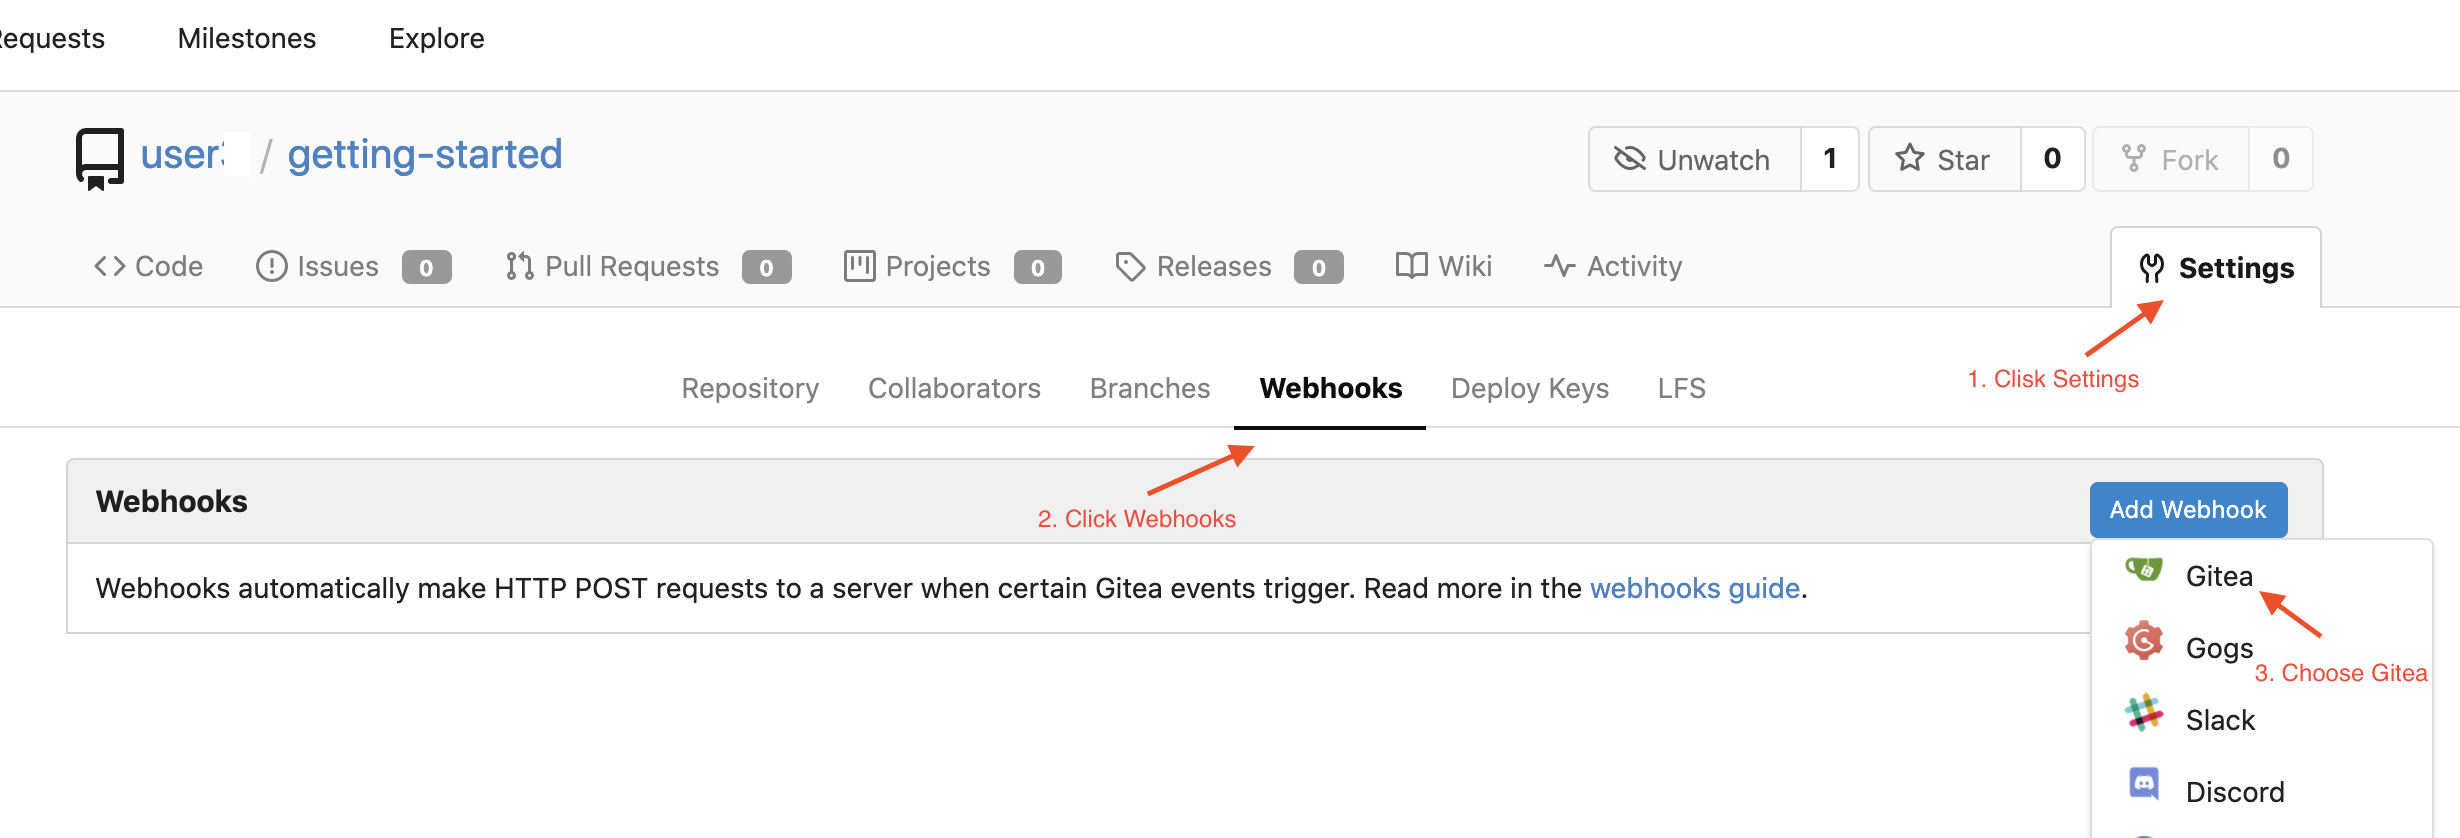 Milestones Explore
/ getting-started
Unwatch 1 Star 0 Fork 0
Code Issues 0 Pull Requests 0 Projects 0 Releases 0 Wiki Activity Settings
1. Clisk Settings
Repository Collaborators Branches Webhooks Deploy Keys LFS
2. Click Webhooks
Webhooks Add Webhook
Webhooks automatically make HTTP POST requests to a server when certain Gitea events trigger. Read more in the webhooks guide.
Gitea
Gogs
3. Choose Gitea
Slack
Discord